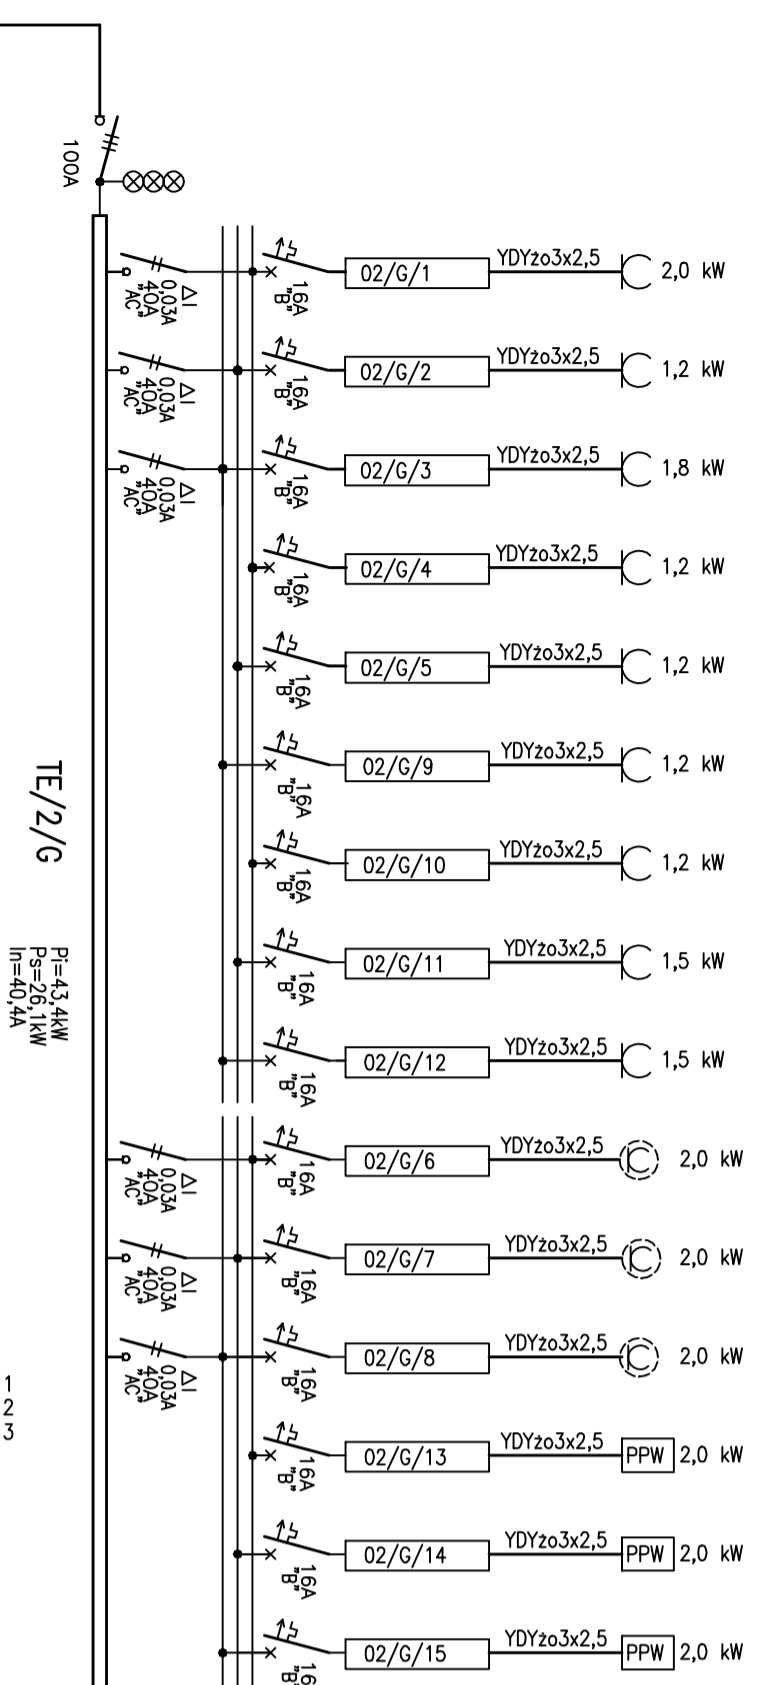 100A
ΔI
0,03A
40A
„AC”
16A
„B”
02/G/1
YDYżo3x2,5
2,0 kW
ΔI
0,03A
40A
„AC”
16A
„B”
02/G/2
YDYżo3x2,5
1,2 kW
ΔI
0,03A
40A
„AC”
16A
„B”
02/G/3
YDYżo3x2,5
1,8 kW
16A
„B”
02/G/4
YDYżo3x2,5
1,2 kW
16A
„B”
02/G/5
YDYżo3x2,5
1,2 kW
16A
„B”
02/G/9
YDYżo3x2,5
1,2 kW
16A
„B”
02/G/10
YDYżo3x2,5
1,2 kW
16A
„B”
02/G/11
YDYżo3x2,5
1,5 kW
16A
„B”
02/G/12
YDYżo3x2,5
1,5 kW
TE/2/G
Pi=43,4kW
Ps=26,1kW
In=40,4A
ΔI
0,03A
40A
„AC”
16A
„B”
02/G/6
YDYżo3x2,5
2,0 kW
ΔI
0,03A
40A
„AC”
16A
„B”
02/G/7
YDYżo3x2,5
2,0 kW
ΔI
0,03A
40A
„AC”
16A
„B”
02/G/8
YDYżo3x2,5
2,0 kW
1
2
3
16A
„B”
02/G/13
YDYżo3x2,5
PPW
2,0 kW
16A
„B”
02/G/14
YDYżo3x2,5
PPW
2,0 kW
„B”
02/G/15
YDYżo3x2,5
PPW
2,0 kW